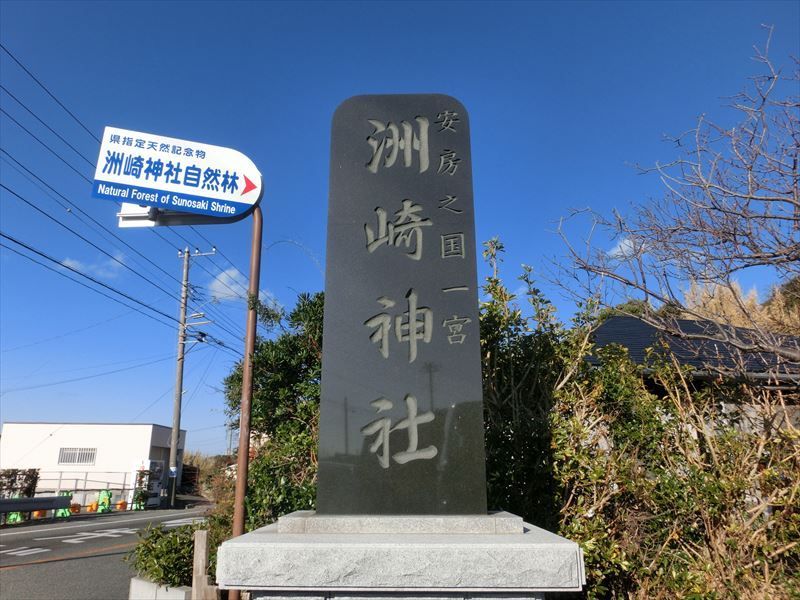 県指定天然記念物
洲崎神社自然林
Natural Forest of Sunosaki Shrine
安房之国一宮
洲崎神社